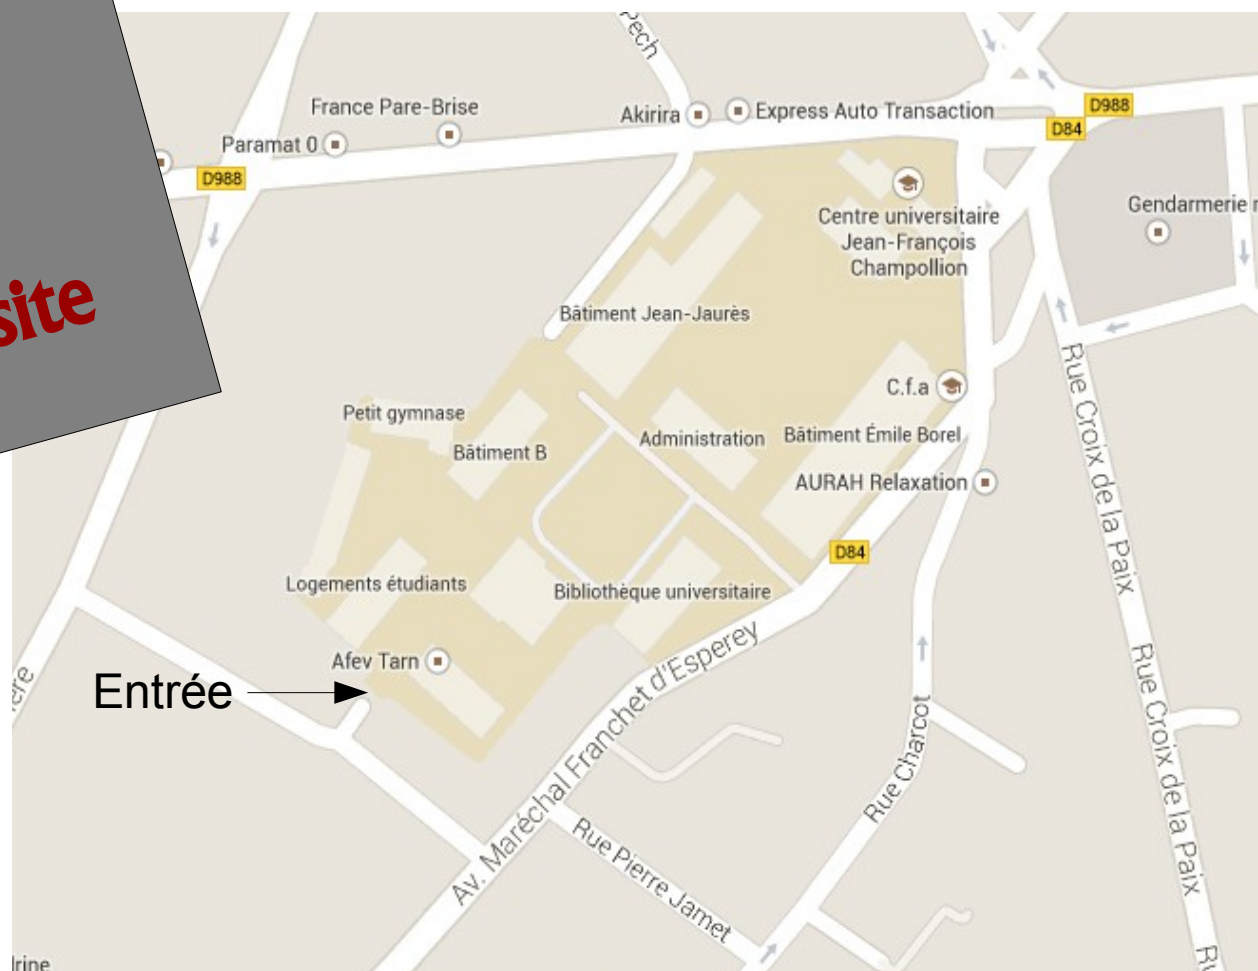 Pech
France Pare-Brise
Akirira
Express Auto Transaction
D988
D84
Paramat 0
D988
Centre universitaire
Jean-François
Champollion
Gendarmerie
site
Bâtiment Jean-Jaurès
C.f.a
Petit gymnase
Bâtiment B
Administration
Bâtiment Émile Borel
AURAH Relaxation
Rue Croix de la Paix
D84
Logements étudiants
Bibliothèque universitaire
Afev Tarn
Entrée
Av. Maréchal Franchet d'Esperey
Rue Charcot
Rue Croix de la Paix
Rue Pierre Jamet